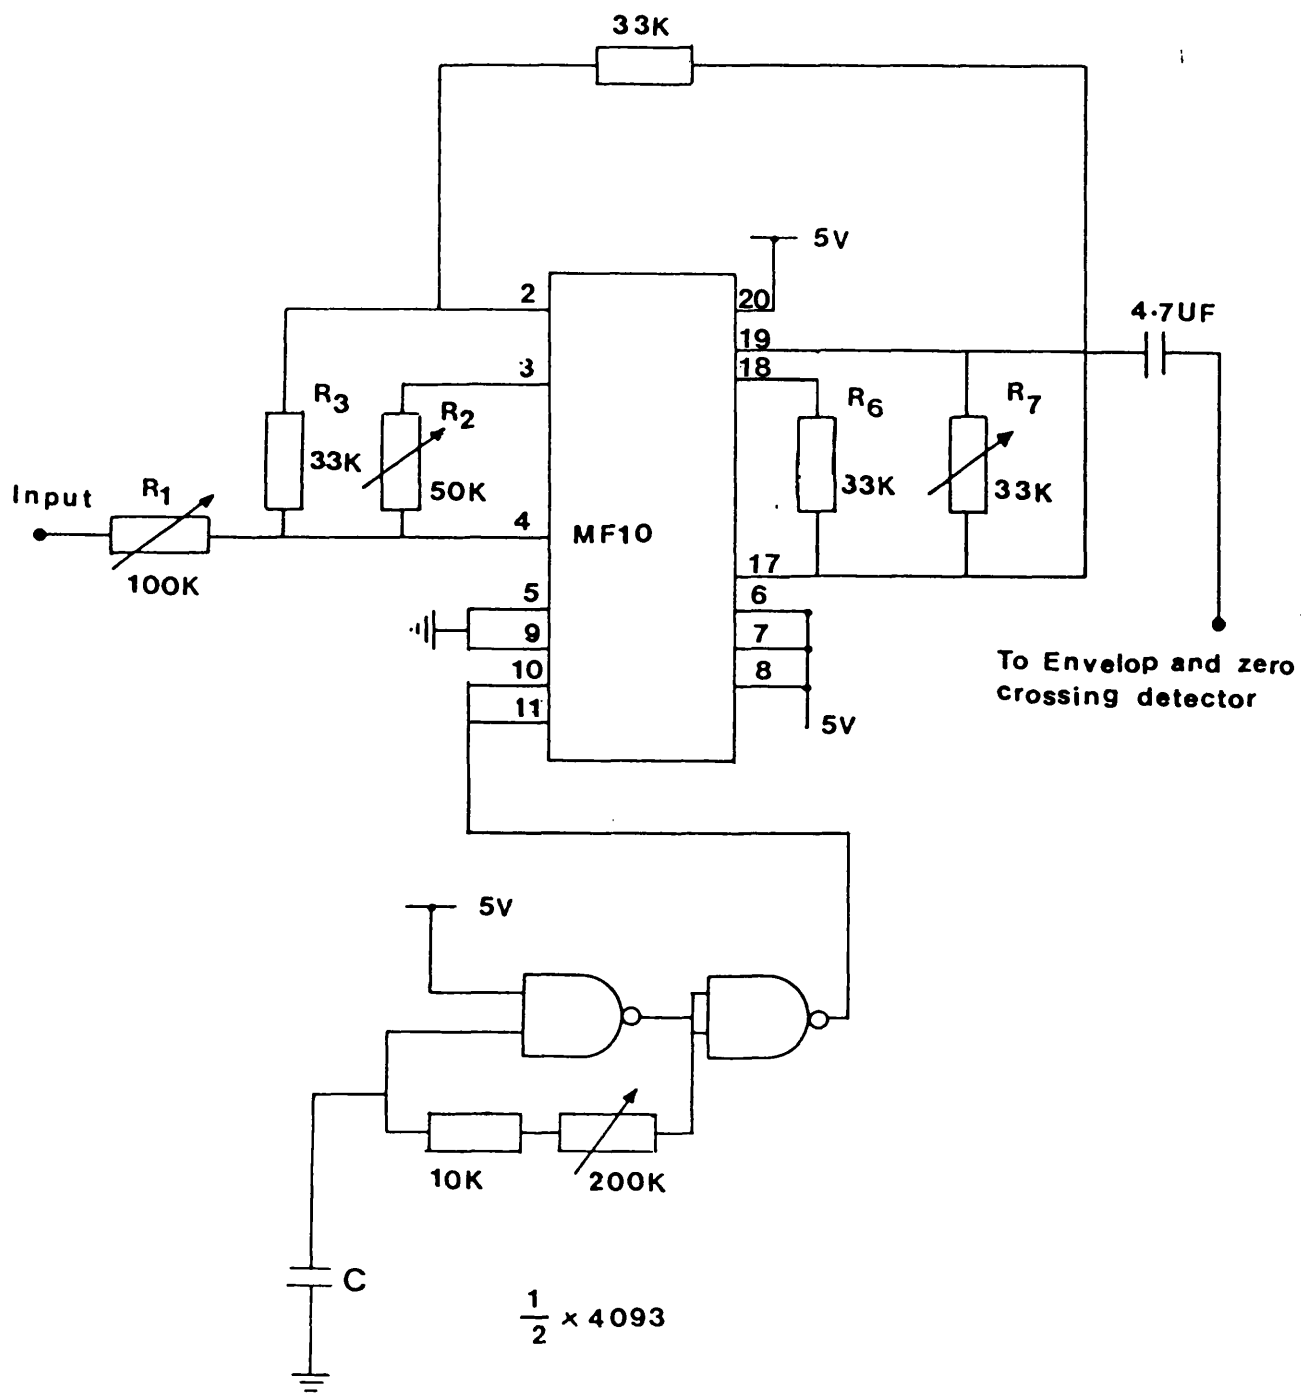 33K
5V
2
20
19
4.7UF
3
18
R3
R2
R6
R7
33K
50K
33K
33K
Input
R1
4
MF10
100K
17
5
6
9
7
10
8
11
5V
To Envelop and zero
crossing detector
5V
10K
200K
C
1/2 x 4093